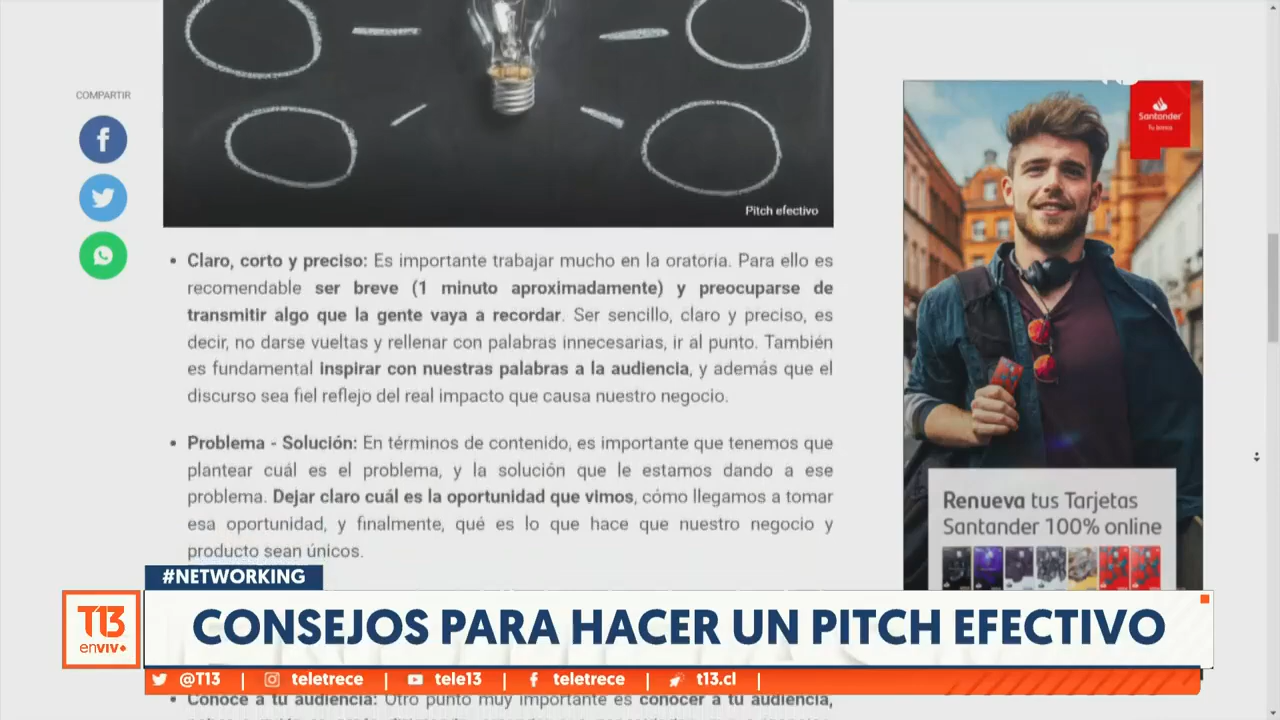 COMPARTIR
Pitch efectivo
Santander
Tu banco
• Claro, corto y preciso: Es importante trabajar mucho en la oratoria. Para ello es
recomendable ser breve (1 minuto aproximadamente) y preocuparse de
transmitir algo que la gente vaya a recordar. Ser sencillo, claro y preciso, es
decir, no darse vueltas y rellenar con palabras innecesarias, ir al punto. También
es fundamental inspirar con nuestras palabras a la audiencia, y además que el
discurso sea fiel reflejo del real impacto que causa nuestro negocio.
• Problema - Solución: En términos de contenido, es importante que tenemos que
plantear cuál es el problema, y la solución que le estamos dando a ese
problema. Dejar claro cuál es la oportunidad que vimos, cómo llegamos a tomar
esa oportunidad, y finalmente, qué es lo que hace que nuestro negocio y
producto sean únicos.
Renueva tus Tarjetas
Santander 100% online
#NETWORKING
T13
enVIVO
CONSEJOS PARA HACER UN PITCH EFECTIVO
@T13 | teletrece | tele13 | teletrece | t13.cl |
• Conoce a tu audiencia: Otro punto muy importante es conocer a tu audiencia,